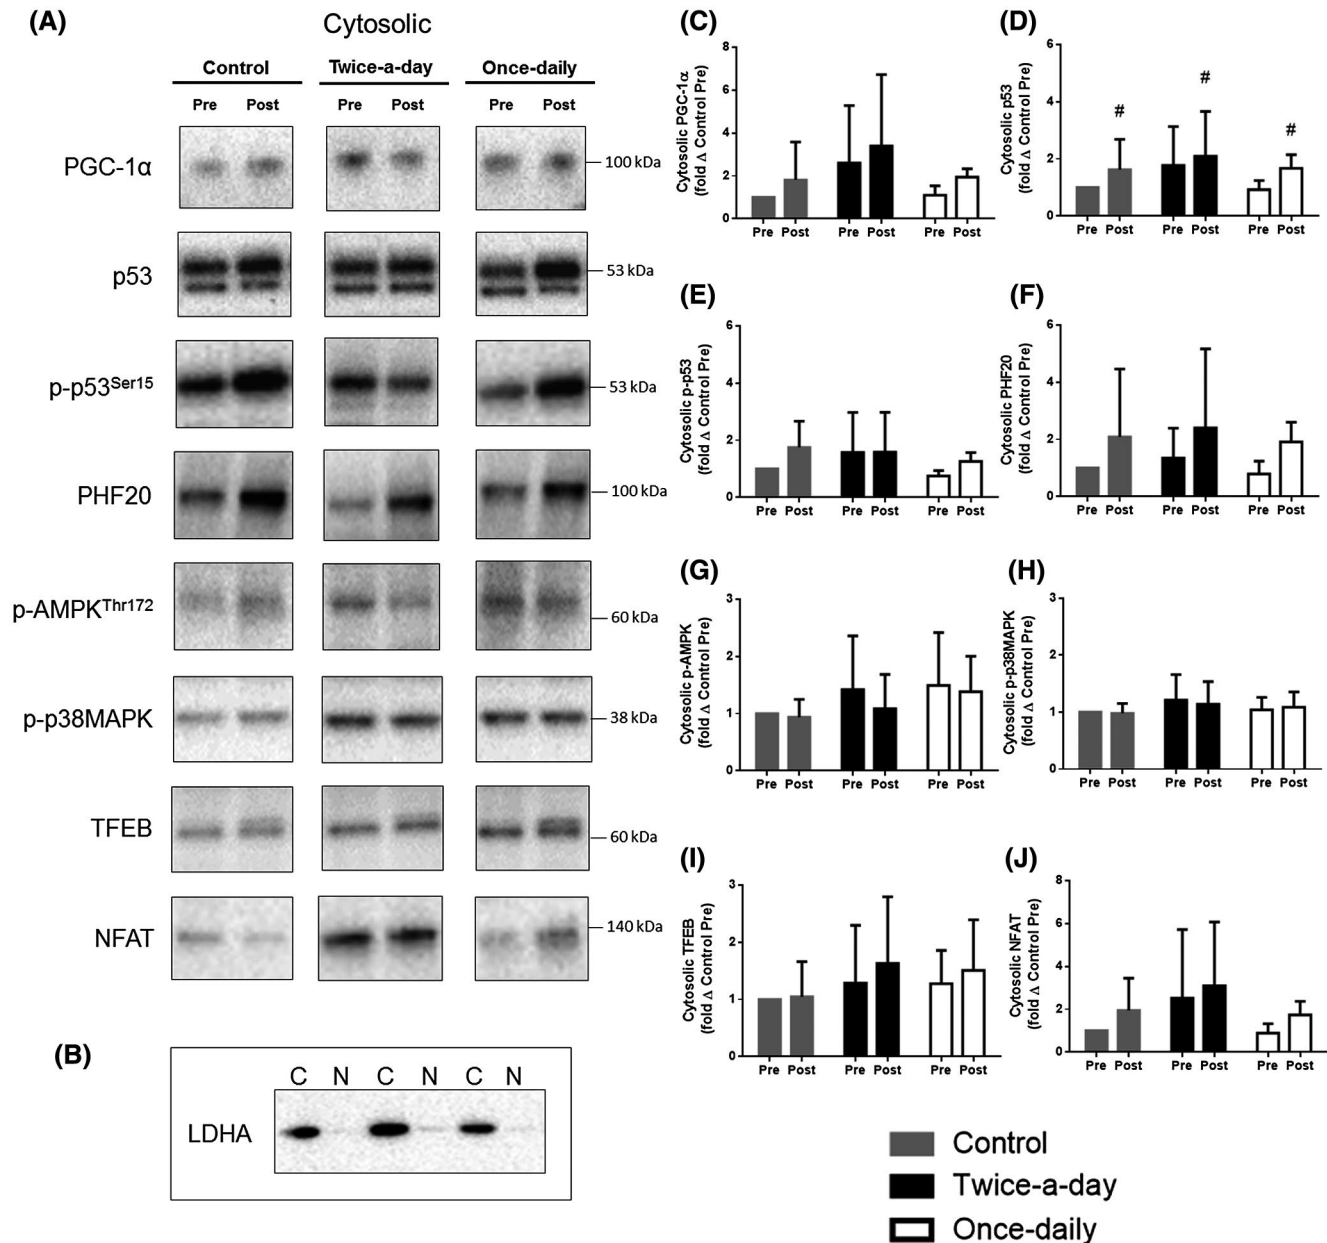 (A)
Cytosolic
Control Twice-a-day Once-daily
Pre Post Pre Post Pre Post
PGC-1α
100 kDa
p53
53 kDa
p-p53Ser15
53 kDa
PHF20
100 kDa
p-AMPKThr172
60 kDa
p-p38MAPK
38 kDa
TFEB
60 kDa
NFAT
140 kDa
(B)
C N C N C N
LDHA
(C)
Cytosolic PGC-1α
(fold Δ Control Pre)
8
6
4
2
0
Pre Post Pre Post Pre Post
(D)
Cytosolic p53
(fold Δ Control Pre)
6
4
2
0
# # #
Pre Post Pre Post Pre Post
(E)
Cytosolic p-p53
(fold Δ Control Pre)
6
4
2
0
Pre Post Pre Post Pre Post
(F)
Cytosolic PHF20
(fold Δ Control Pre)
6
4
2
0
Pre Post Pre Post Pre Post
(G)
Cytosolic p-AMPK
(fold Δ Control Pre)
3
2
1
0
Pre Post Pre Post Pre Post
(H)
Cytosolic p-p38MAPK
(fold Δ Control Pre)
3
2
1
0
Pre Post Pre Post Pre Post
(I)
Cytosolic TFEB
(fold Δ Control Pre)
3
2
1
0
Pre Post Pre Post Pre Post
(J)
Cytosolic NFAT
(fold Δ Control Pre)
8
6
4
2
0
Pre Post Pre Post Pre Post
Control
Twice-a-day
Once-daily